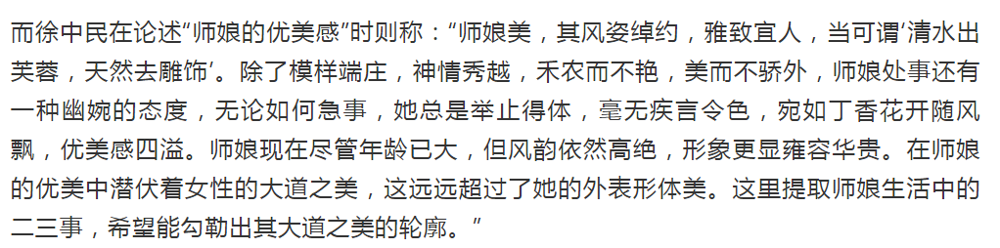 而徐中民在论述“师娘的优美感”时则称：“师娘美，其风姿绰约，雅致宜人，当可谓‘清水出
芙蓉，天然去雕饰’。除了模样端庄，神情秀越，禾农而不艳，美而不骄外，师娘处事还有
一种幽婉的态度，无论如何急事，她总是举止得体，毫无疾言令色，宛如丁香花开随风
飘，优美感四溢。师娘现在尽管年龄已大，但风韵依然高绝，形象更显雍容华贵。在师娘
的优美中潜伏着女性的大道之美，这远远超过了她的外表形体美。这里提取师娘生活中的
二三事，希望能勾勒出其大道之美的轮廓。”